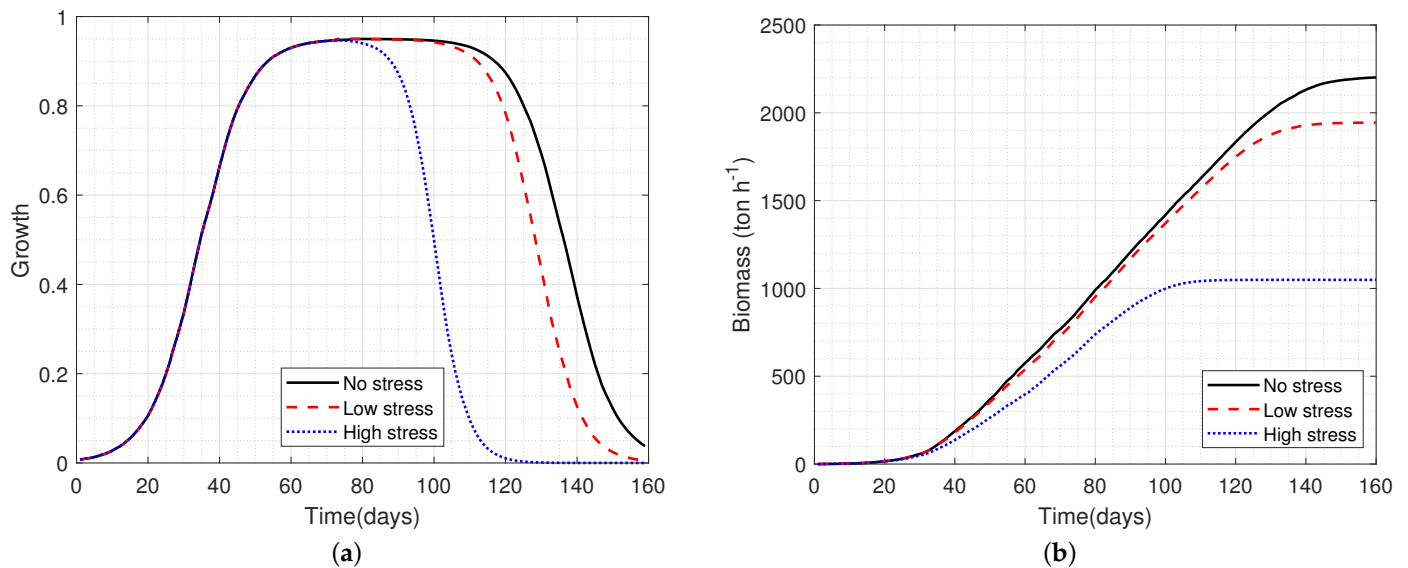 1
0.8
0.6
0.4
0.2
0
Growth
0 20 40 60 80 100 120 140 160
Time(days)
No stress
Low stress
High stress
(a)
2500
2000
1500
1000
500
0
Biomass (ton h-1)
0 20 40 60 80 100 120 140 160
Time(days)
No stress
Low stress
High stress
(b)